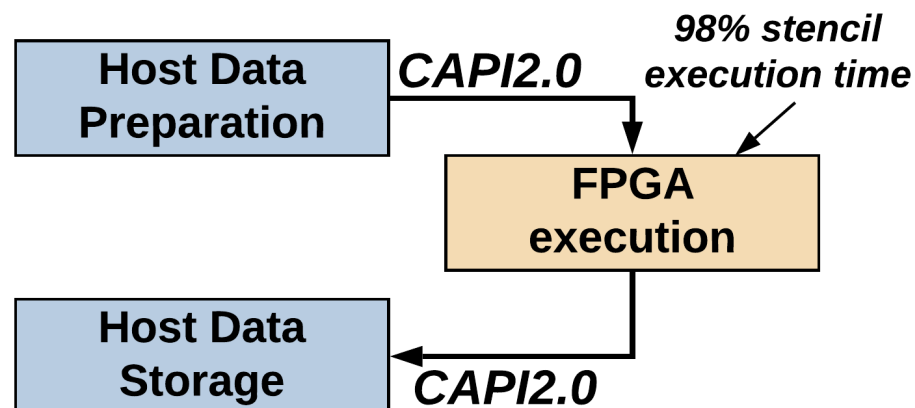 98% stencil
execution time
Host Data
Preparation
CAPI2.0
FPGA
execution
Host Data
Storage
CAPI2.0